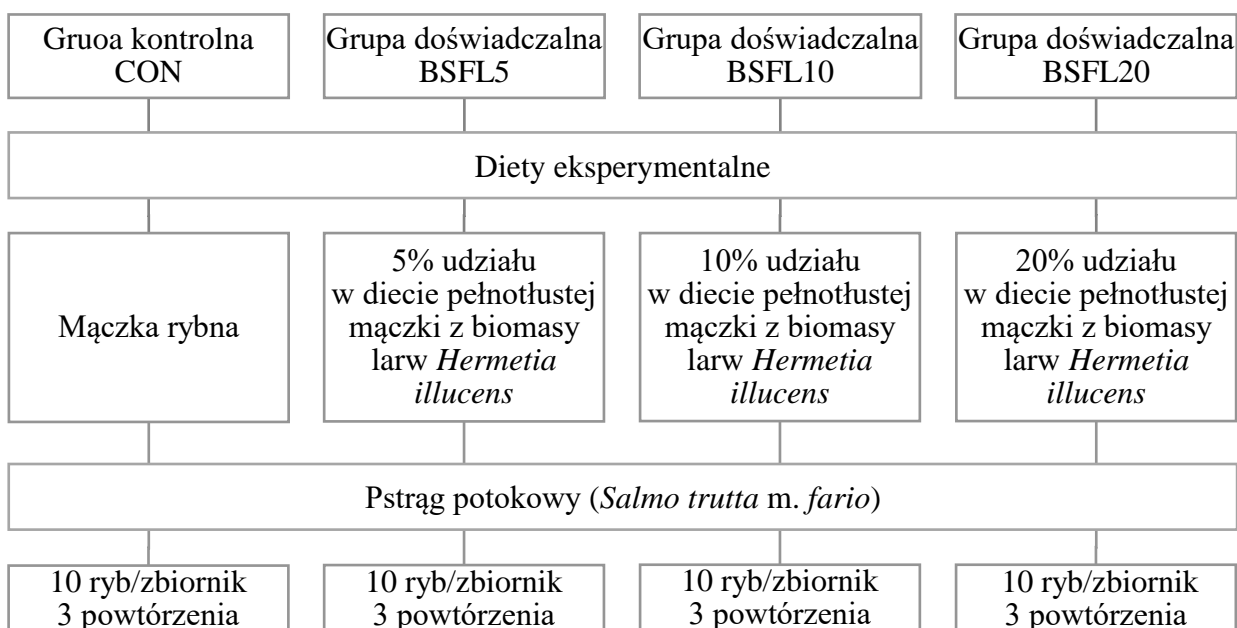 Gruoa kontrolna
CON
Grupa doświadczalna
BSFL5
Grupa doświadczalna
BSFL10
Grupa doświadczalna
BSFL20
Diety eksperymentalne
Mączka rybna
5% udziału
w diecie pełnotłustej
mączki z biomasy
larw Hermetia
illucens
10% udziału
w diecie pełnotłustej
mączki z biomasy
larw Hermetia
illucens
20% udziału
w diecie pełnotłustej
mączki z biomasy
larw Hermetia
illucens
Pstrąg potokowy (Salmo trutta m. fario)
10 ryb/zbiornik
3 powtórzenia
10 ryb/zbiornik
3 powtórzenia
10 ryb/zbiornik
3 powtórzenia
10 ryb/zbiornik
3 powtórzenia